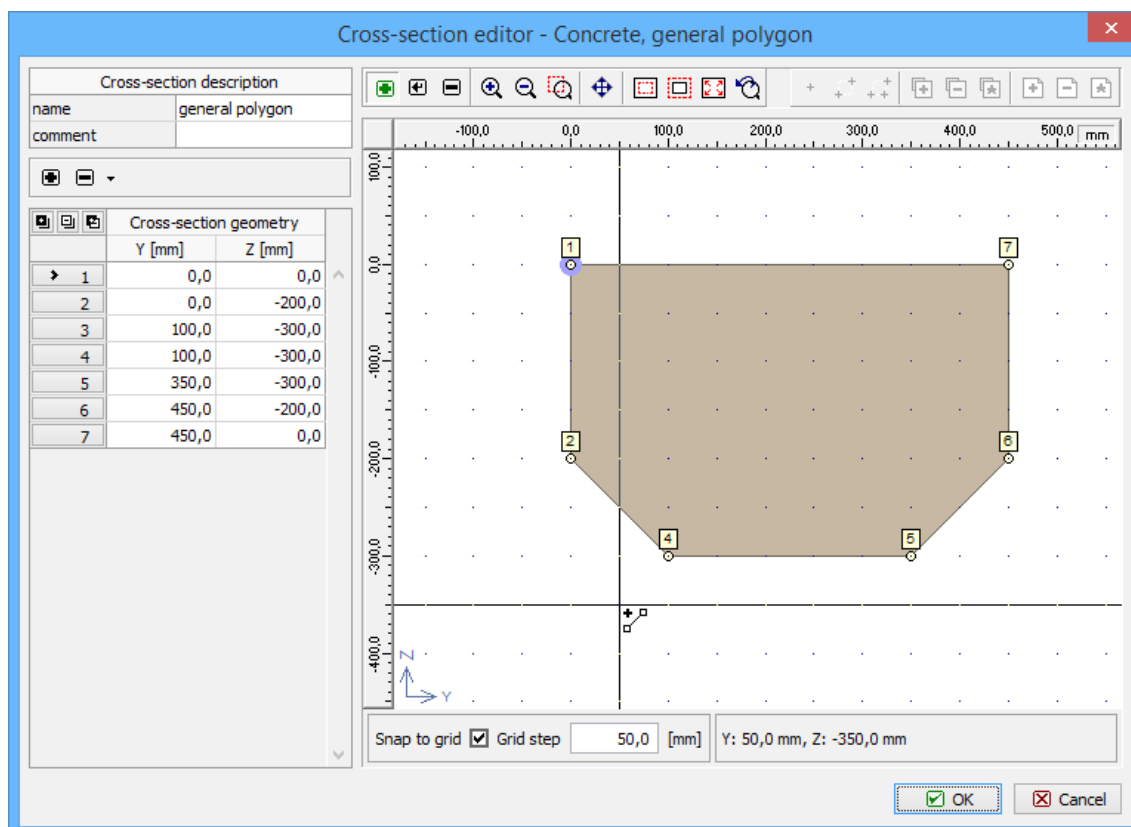 Cross-section editor - Concrete, general polygon
Cross-section description
name general polygon
comment
Cross-section geometry
Y [mm] Z [mm]
1 0,0 0,0
2 0,0 -200,0
3 100,0 -300,0
4 100,0 -300,0
5 350,0 -300,0
6 450,0 -200,0
7 450,0 0,0
-100,0 0,0 100,0 200,0 300,0 400,0 500,0 mm
100,0
0,0
-100,0
-200,0
-300,0
-400,0
1 7
2 6
4 5
Z
Y
Snap to grid Grid step 50,0 [mm] Y: 50,0 mm, Z: -350,0 mm
OK Cancel